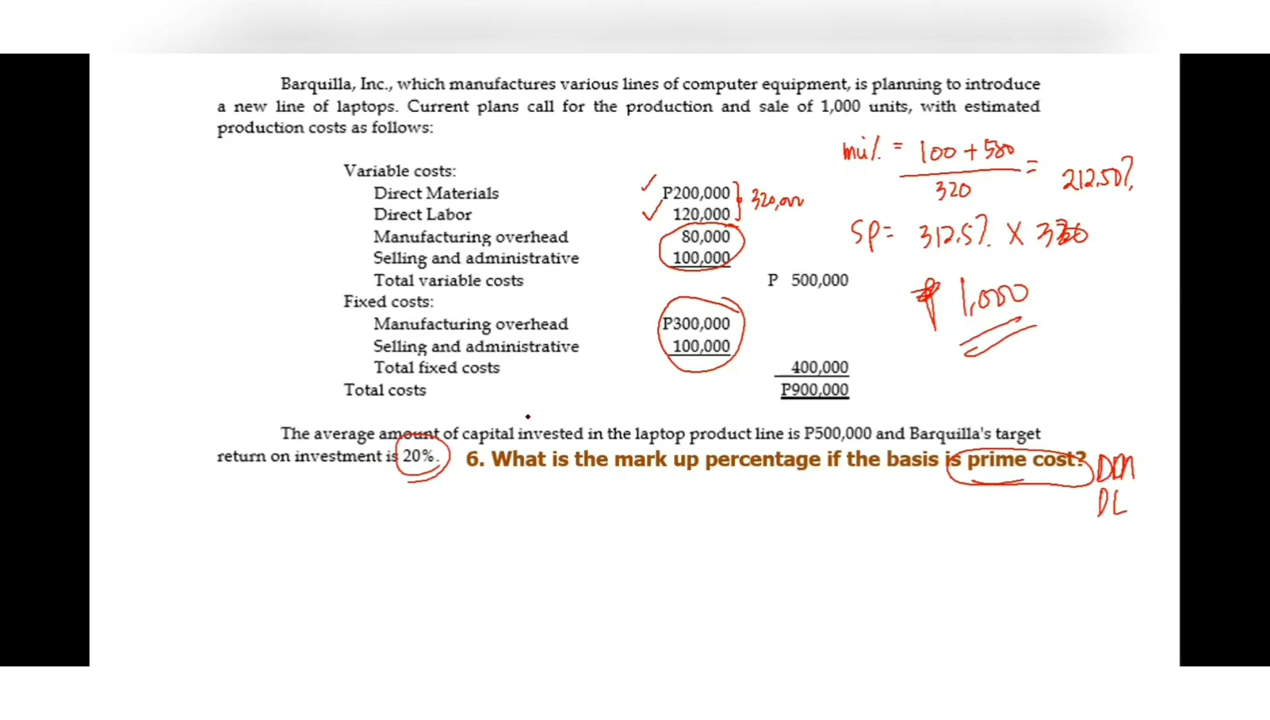 Barquilla, Inc., which manufactures various lines of computer equipment, is planning to introduce
a new line of laptops. Current plans call for the production and sale of 1,000 units, with estimated
production costs as follows:
mu% = 100 + 580 / 320 = 212.50%
Variable costs:
Direct Materials P200,000
Direct Labor 120,000 320,000
Manufacturing overhead 80,000 SP = 312.5% X 320
Selling and administrative 100,000
Total variable costs P 500,000
Fixed costs: ₱ 1,000
Manufacturing overhead P300,000
Selling and administrative 100,000
Total fixed costs 400,000
Total costs P900,000
The average amount of capital invested in the laptop product line is P500,000 and Barquilla's target
return on investment is 20%. 6. What is the mark up percentage if the basis is prime cost? DM
DL